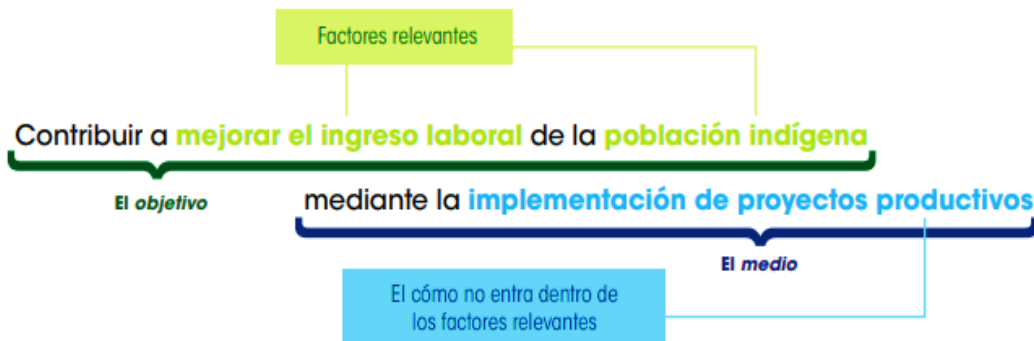 Factores relevantes
Contribuir a mejorar el ingreso laboral de la población indígena
El objetivo
mediante la implementación de proyectos productivos
El medio
El cómo no entra dentro de
los factores relevantes